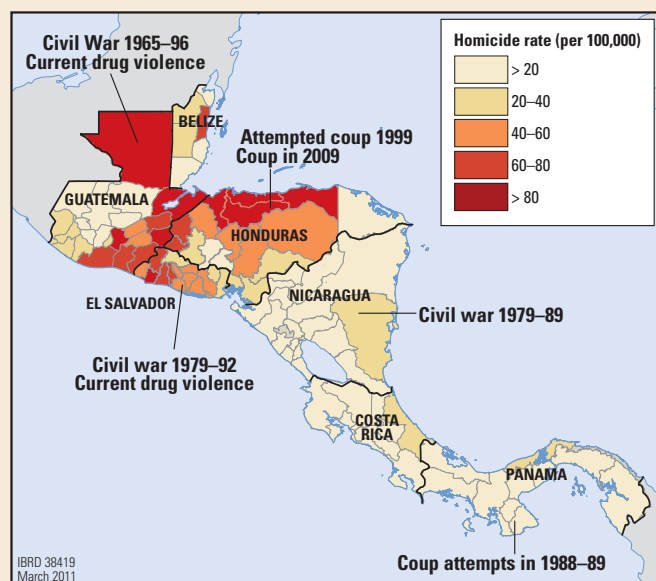 Civil War 1965–96
Current drug violence
Homicide rate (per 100,000)
> 20
20–40
40–60
60–80
> 80
BELIZE
Attempted coup 1999
Coup in 2009
GUATEMALA
HONDURAS
EL SALVADOR
NICARAGUA
Civil war 1979–89
Civil war 1979–92
Current drug violence
COSTA
RICA
PANAMA
Coup attempts in 1988–89
IBRD 38419
March 2011